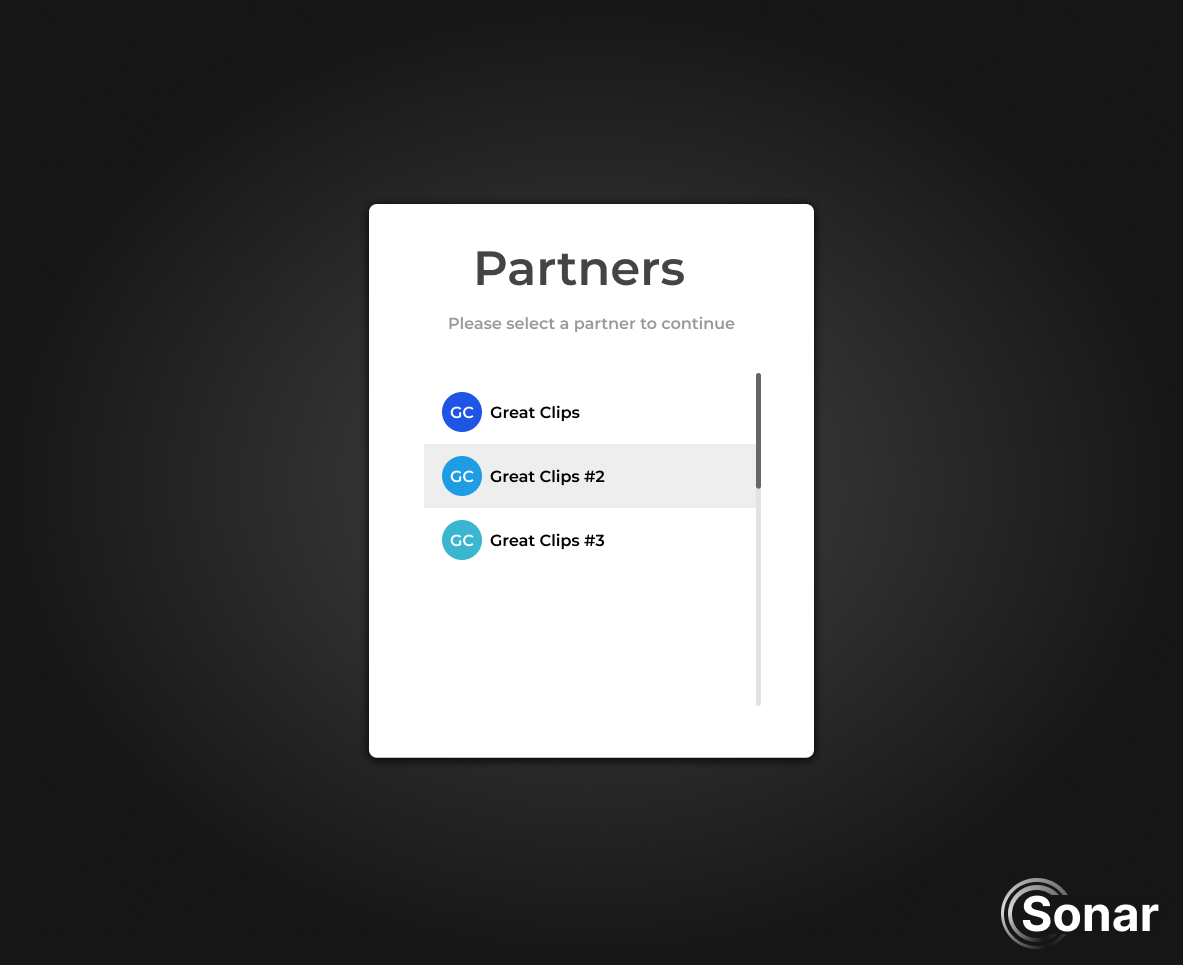 Partners
Please select a partner to continue
GC Great Clips
GC Great Clips #2
GC Great Clips #3
Sonar